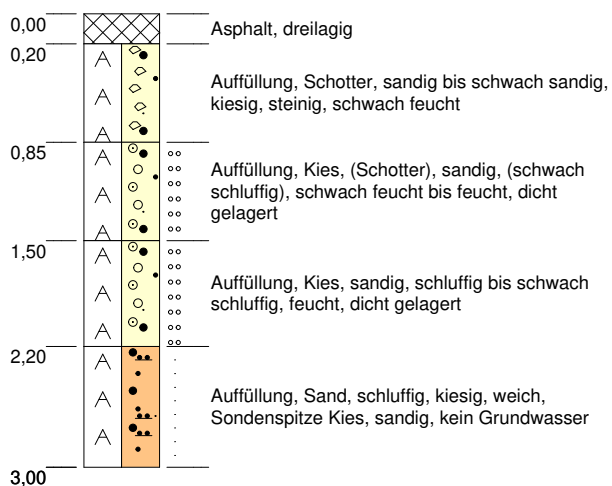 0,00
Asphalt, dreilagig
0,20
Auffüllung, Schotter, sandig bis schwach sandig,
kiesig, steinig, schwach feucht
0,85
Auffüllung, Kies, (Schotter), sandig, (schwach
schluffig), schwach feucht bis feucht, dicht
gelagert
1,50
Auffüllung, Kies, sandig, schluffig bis schwach
schluffig, feucht, dicht gelagert
2,20
Auffüllung, Sand, schluffig, kiesig, weich,
Sondenspitze Kies, sandig, kein Grundwasser
3,00